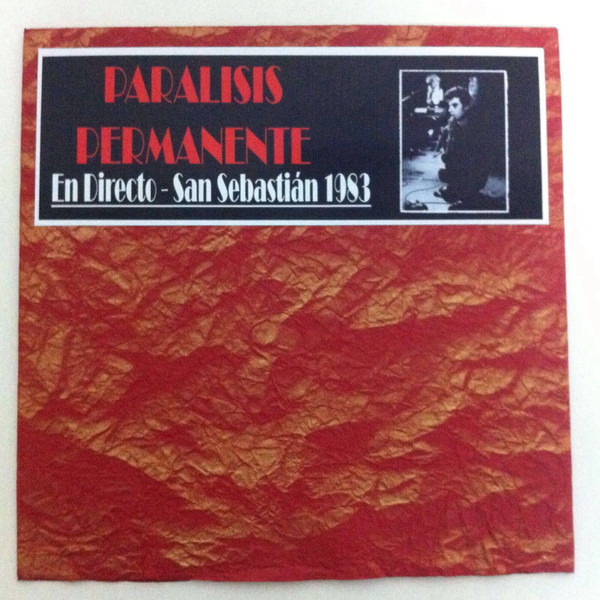 PARALISIS
PERMANENTE
En Directo - San Sebastián 1983